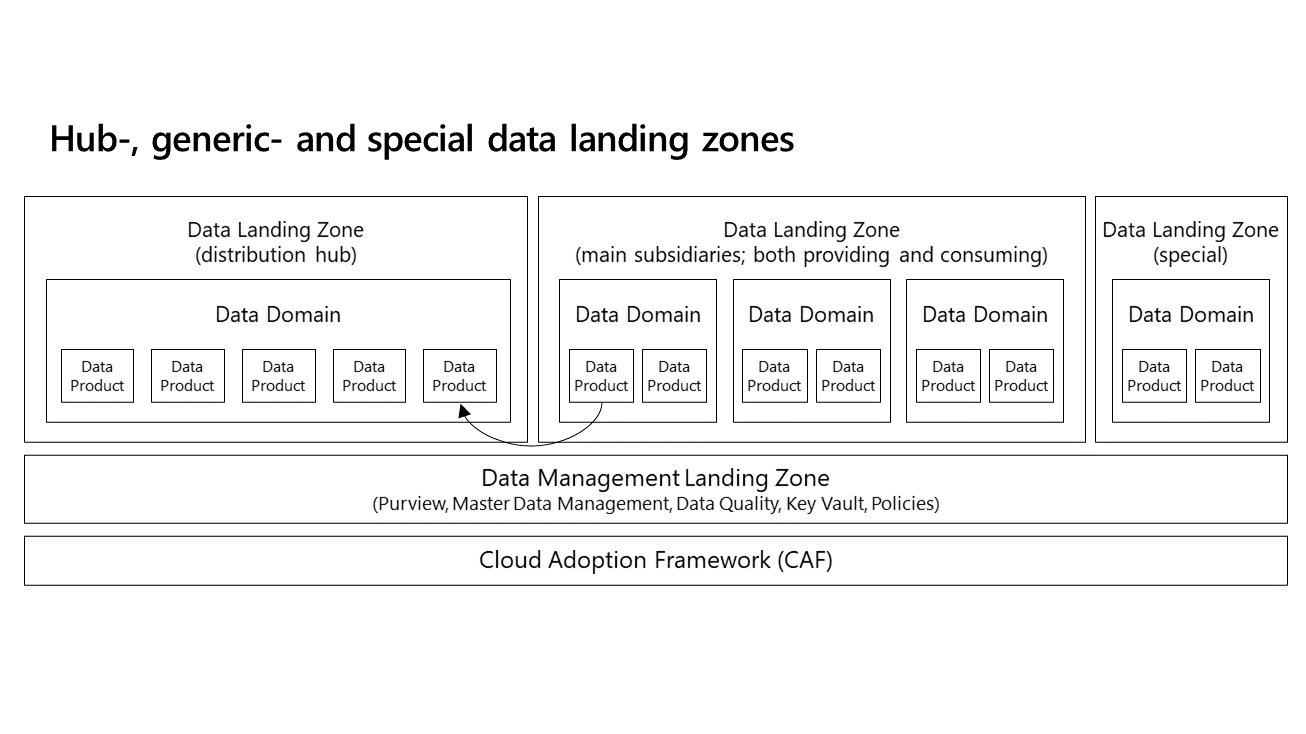 Hub-, generic- and special data landing zones
Data Landing Zone
(distribution hub)
Data Domain
Data
Product
Data
Product
Data
Product
Data
Product
Data
Product
Data Landing Zone
(main subsidiaries; both providing and consuming)
Data Domain
Data
Product
Data
Product
Data Domain
Data
Product
Data
Product
Data Domain
Data
Product
Data
Product
Data Landing Zone
(special)
Data Domain
Data
Product
Data
Product
Data Management Landing Zone
(Purview, Master Data Management, Data Quality, Key Vault, Policies)
Cloud Adoption Framework (CAF)